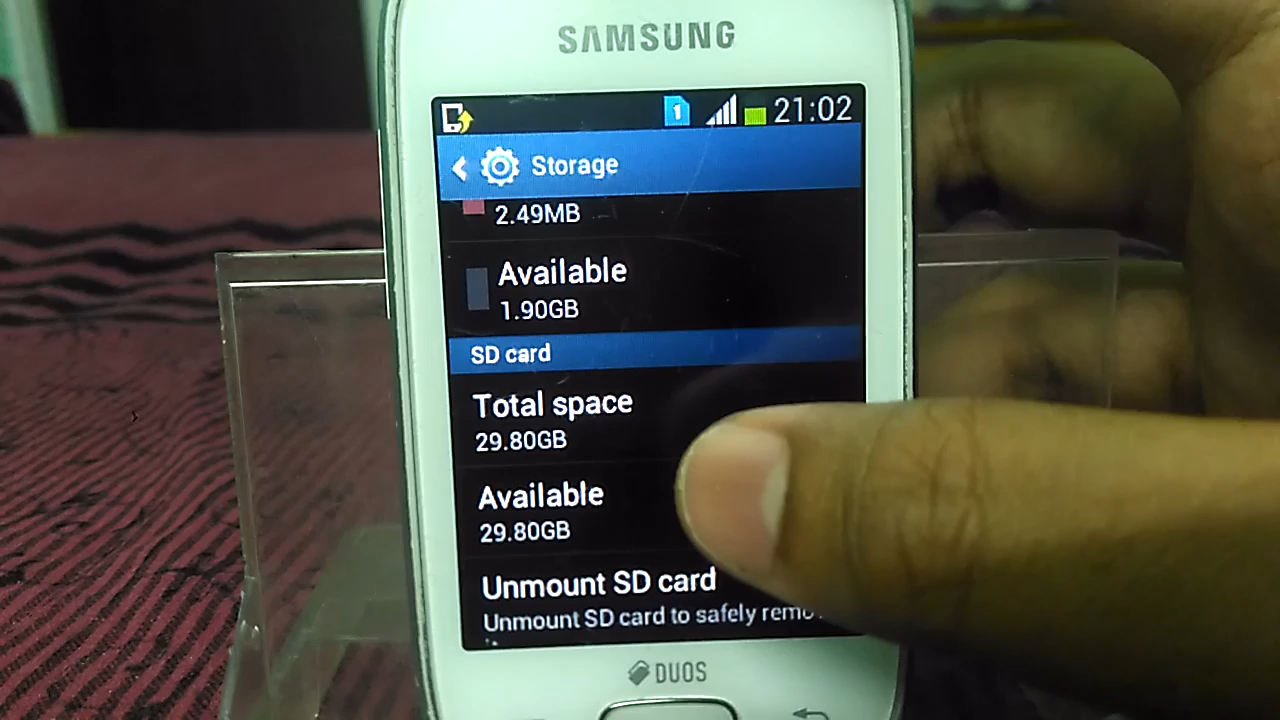 SAMSUNG
1 21:02
Storage
2.49MB
Available
1.90GB
SD card
Total space
29.80GB
Available
29.80GB
Unmount SD card
Unmount SD card to safely remo
DUOS